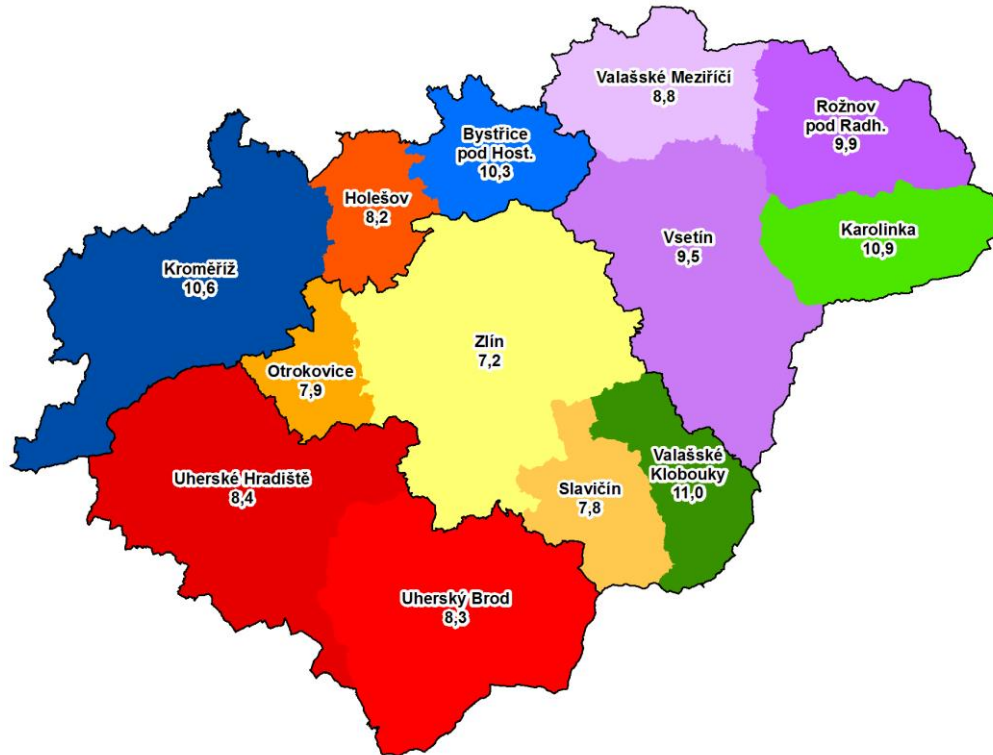 Valašské Meziříčí
8,8
Rožnov
pod Radh.
9,9
Bystřice
pod Host.
10,3
Holešov
8,2
Karolinka
10,9
Vsetín
9,5
Kroměříž
10,6
Zlín
7,2
Otrokovice
7,9
Valašské
Klobouky
11,0
Uherské Hradiště
8,4
Slavičín
7,8
Uherský Brod
8,3